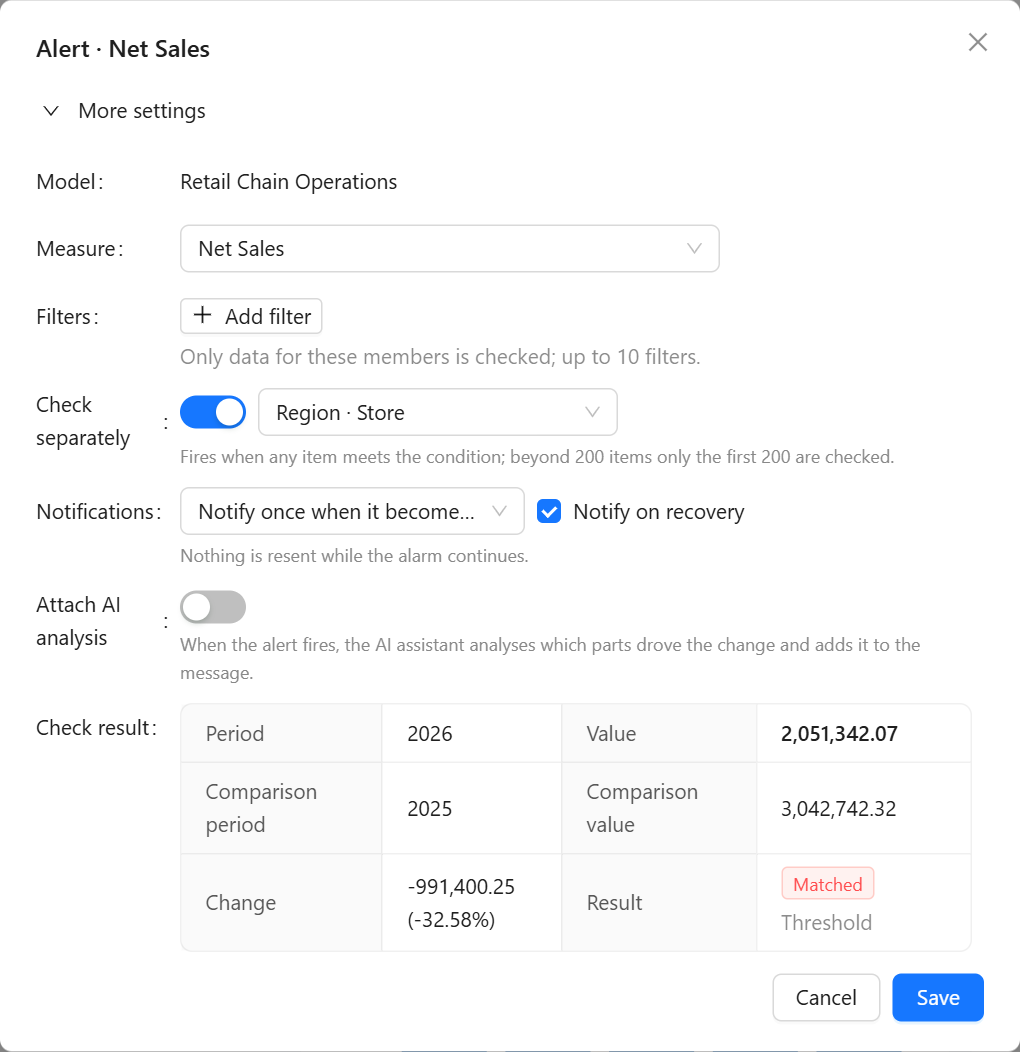 Alert · Net Sales
More settings
Model:
Retail Chain Operations
Measure:
Net Sales
Filters:
+ Add filter
Only data for these members is checked; up to 10 filters.
Check
separately :
Region · Store
Fires when any item meets the condition; beyond 200 items only the first 200 are checked.
Notifications:
Notify once when it become...
Notify on recovery
Nothing is resent while the alarm continues.
Attach AI
analysis :
When the alert fires, the AI assistant analyses which parts drove the change and adds it to the
message.
Check result:
Period
2026
Value
2,051,342.07
Comparison
period
2025
Comparison
value
3,042,742.32
Change
-991,400.25
(-32.58%)
Result
Matched
Threshold
Cancel
Save